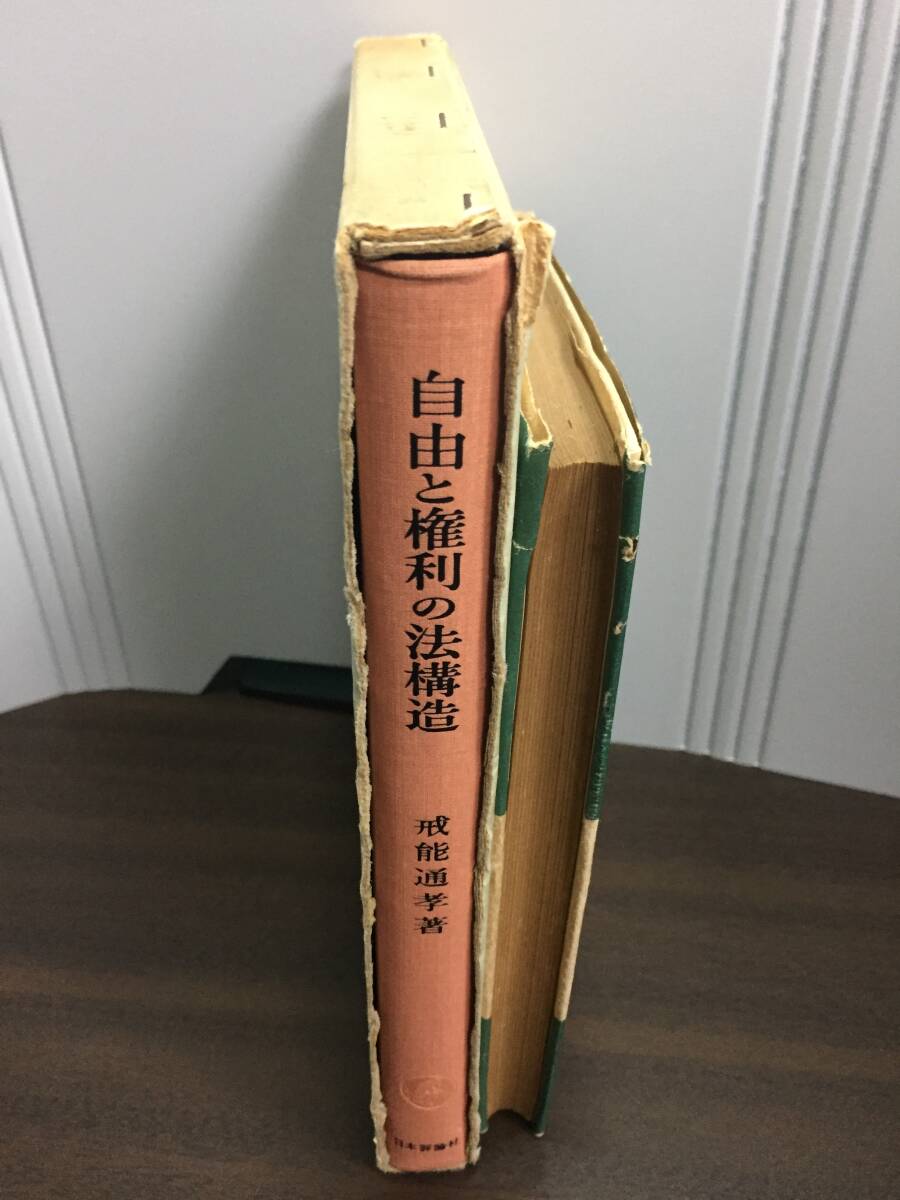 自由と権利の法構造
戒能通孝著
日本評論社